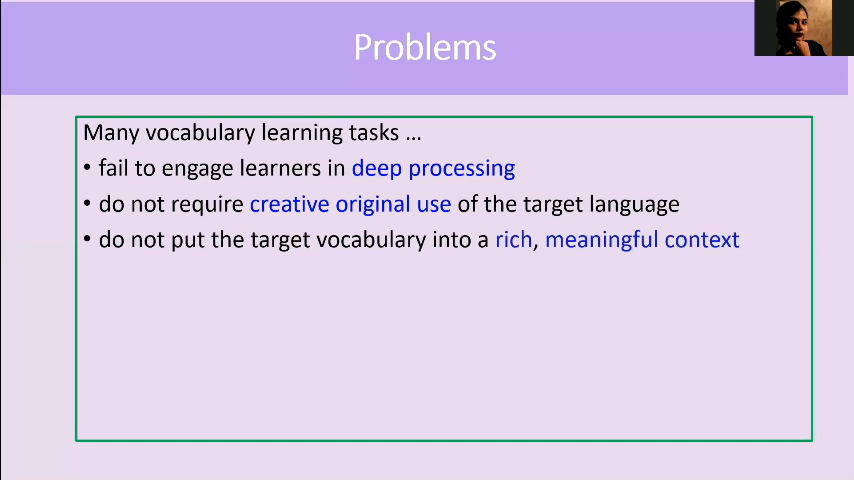 Problems
Many vocabulary learning tasks …
• fail to engage learners in deep processing
• do not require creative original use of the target language
• do not put the target vocabulary into a rich, meaningful context